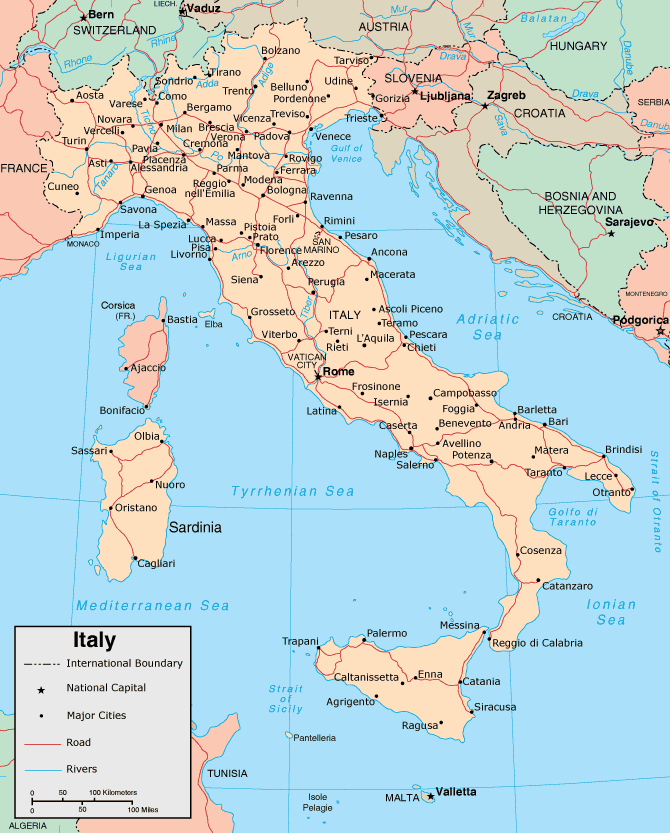 LIECH.
Vaduz
Bern
SWITZERLAND
AUSTRIA
Mur
Mur
Balatan
HUNGARY
Danube
Rhine
Rhone
Drava
Drava
Danube
Bolzano
Tarviso
SLOVENIA
Ljubljana
Zagreb
CROATIA
SERBIA
Sava
Tirano
Sondrio
Adda
Adige
Trento
Belluno
Udine
Pordenone
Gorizia
Aosta
Varese
Como
Bergamo
Treviso
Trieste
Novara
Ticino
Brescia
Vicenza
Vercelli
Milan
Verona
Padova
Venece
Turin
Pavia
Cremona
Gulf of
Venice
Asti
Piacenza
Mantova
Po
Rovigo
Alessandria
Tanaro
Parma
Ferrara
FRANCE
Cuneo
Reggio
nell'Emilia
Modena
Bologna
Genoa
Ravenna
BOSNIA AND
HERZEGOVINA
Savona
Sarajevo
Forli
Rimini
La Spezia
Massa
Imperia
MONACO
Pistoia
Prato
SAN
MARINO
Pesaro
Lucca
Pisa
Florence
Livorno
Arno
Ancona
Ligurian
Sea
Arezzo
Macerata
Siena
Perugia
Corsica
(FR.)
Tiber
MONTENEGRO
Elba
Bastia
Grosseto
ITALY
Ascoli Piceno
Teramo
Adriatic
Sea
CROATIA
Podgorica
Viterbo
Terni
Rieti
L'Aquila
Pescara
Chieti
VATICAN
CITY
Rome
Ajaccio
Frosinone
Isernia
Campobasso
Foggia
Bonifacio
Latina
Barletta
Andria
Bari
Olbia
Caserta
Benevento
Sassari
Avellino
Naples
Potenza
Matera
Brindisi
Salerno
Taranto
Lecce
Otranto
Strait of Otranto
Nuoro
Tyrrhenian Sea
Oristano
Golfo di
Taranto
Sardinia
Cosenza
Cagliari
Catanzaro
Mediterranean Sea
Ionian
Sea
Messina
Reggio di Calabria
Trapani
Palermo
Caltanissetta
Enna
Catania
Agrigento
Siracusa
Ragusa
Strait
of
Sicily
Pantelleria
TUNISIA
Isole
Pelagie
MALTA
Valletta
ALGERIA
Italy
International Boundary
National Capital
Major Cities
Road
Rivers
0 50 100 Kilometers
0 50 100 Miles